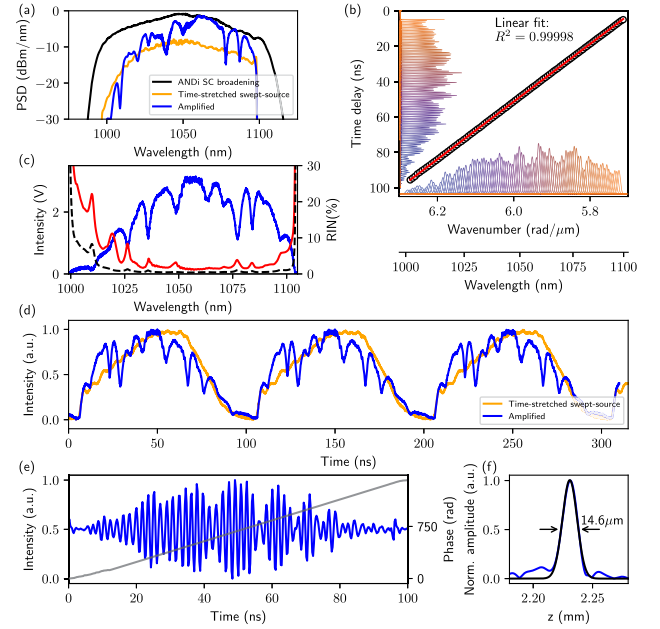 (a)
PSD (dBm/nm)
0
−10
−20
−30
ANDi SC broadening
Time-stretched swept-source
Amplified
1000
1050
1100
Wavelength (nm)
(b)
Time delay (ns)
0
20
40
60
80
100
Linear fit:
R² = 0.99998
6.2
6.0
5.8
Wavenumber (rad/μm)
1000
1025
1050
1075
1100
Wavelength (nm)
(c)
Intensity (V)
2
0
30
20
10
0
RIN(%)
1000
1025
1050
1075
1100
Wavelength (nm)
(d)
Intensity (a.u.)
1.0
0.5
0.0
Time-stretched swept-source
Amplified
0
50
100
150
200
250
300
Time (ns)
(e)
Intensity (a.u.)
1.0
0.5
0.0
750
0
Phase (rad)
0
20
40
60
80
100
Time (ns)
(f)
Norm. amplitude (a.u.)
1.0
0.5
0.0
14.6μm
2.20
2.25
z (mm)